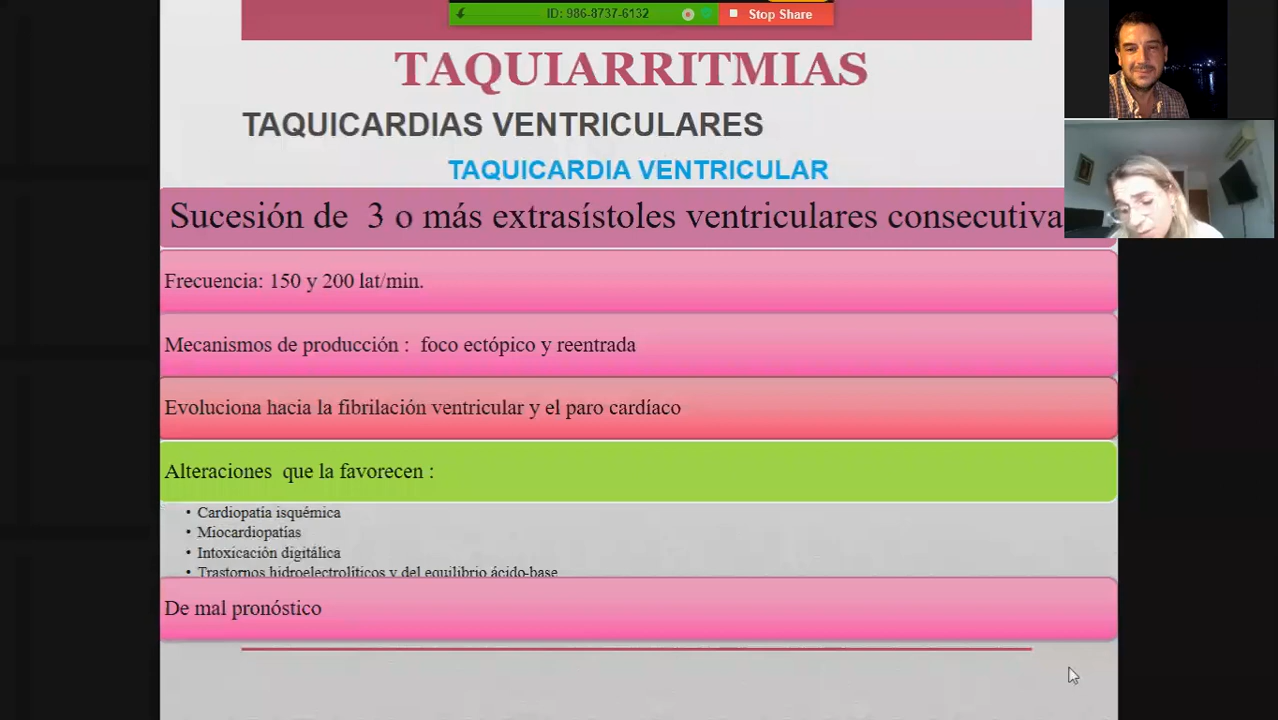 ID: 986-8737-6132
Stop Share
TAQUIARRITMIAS
TAQUICARDIAS VENTRICULARES
TAQUICARDIA VENTRICULAR
Sucesión de 3 o más extrasístoles ventriculares consecutiva
Frecuencia: 150 y 200 lat/min.
Mecanismos de producción : foco ectópico y reentrada
Evoluciona hacia la fibrilación ventricular y el paro cardíaco
Alteraciones que la favorecen :
• Cardiopatía isquémica
• Miocardiopatías
• Intoxicación digitálica
• Trastornos hidroelectrolíticos y del equilibrio ácido-base
De mal pronóstico